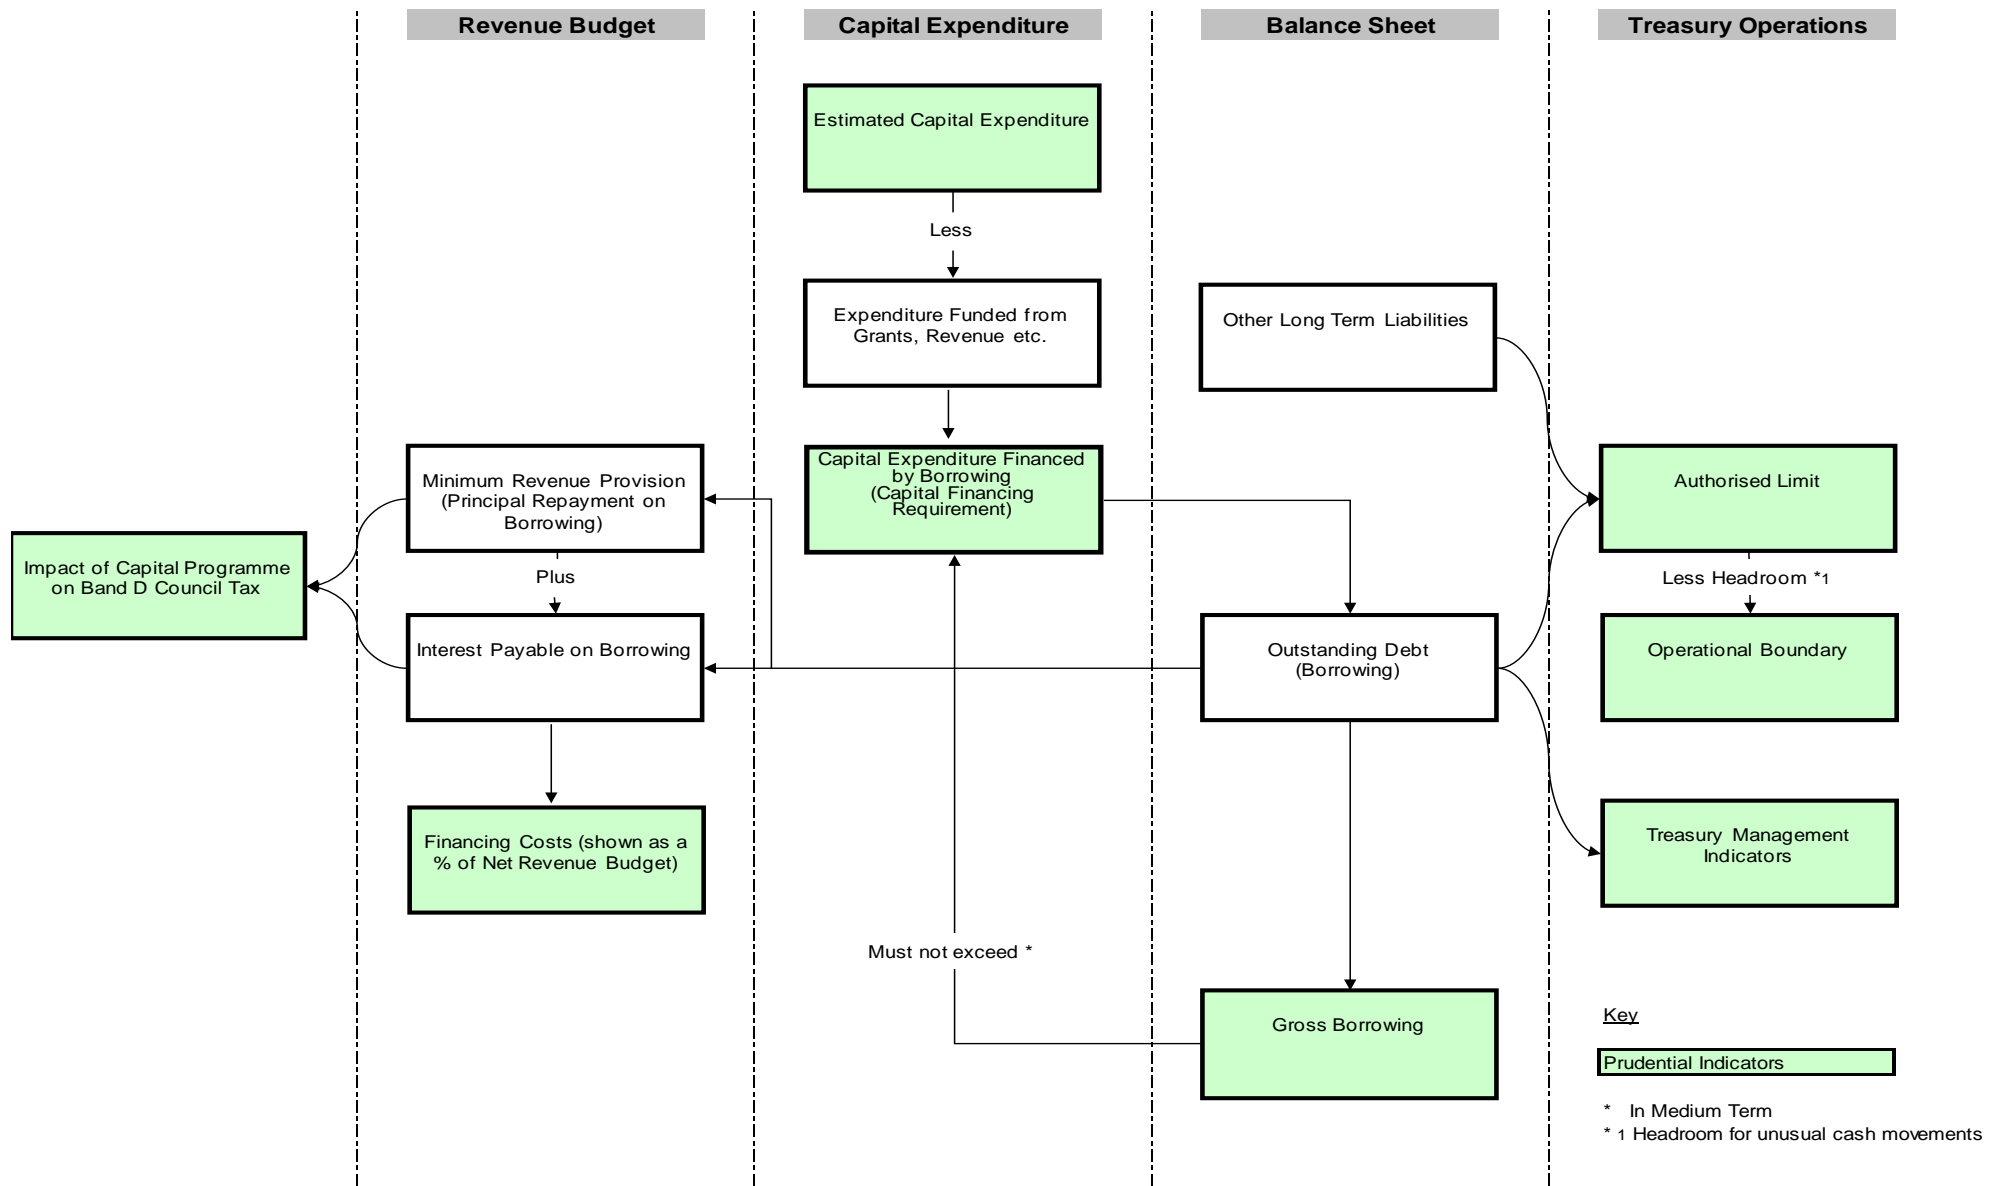 Revenue Budget
Capital Expenditure
Balance Sheet
Treasury Operations
Estimated Capital Expenditure
Less
Expenditure Funded from
Grants, Revenue etc.
Other Long Term Liabilities
Minimum Revenue Provision
(Principal Repayment on
Borrowing)
Capital Expenditure Financed
by Borrowing
(Capital Financing
Requirement)
Authorised Limit
Impact of Capital Programme
on Band D Council Tax
Plus
Less Headroom *1
Interest Payable on Borrowing
Outstanding Debt
(Borrowing)
Operational Boundary
Financing Costs (shown as a
% of Net Revenue Budget)
Treasury Management
Indicators
Must not exceed *
Gross Borrowing
Key
Prudential Indicators
* In Medium Term
* 1 Headroom for unusual cash movements